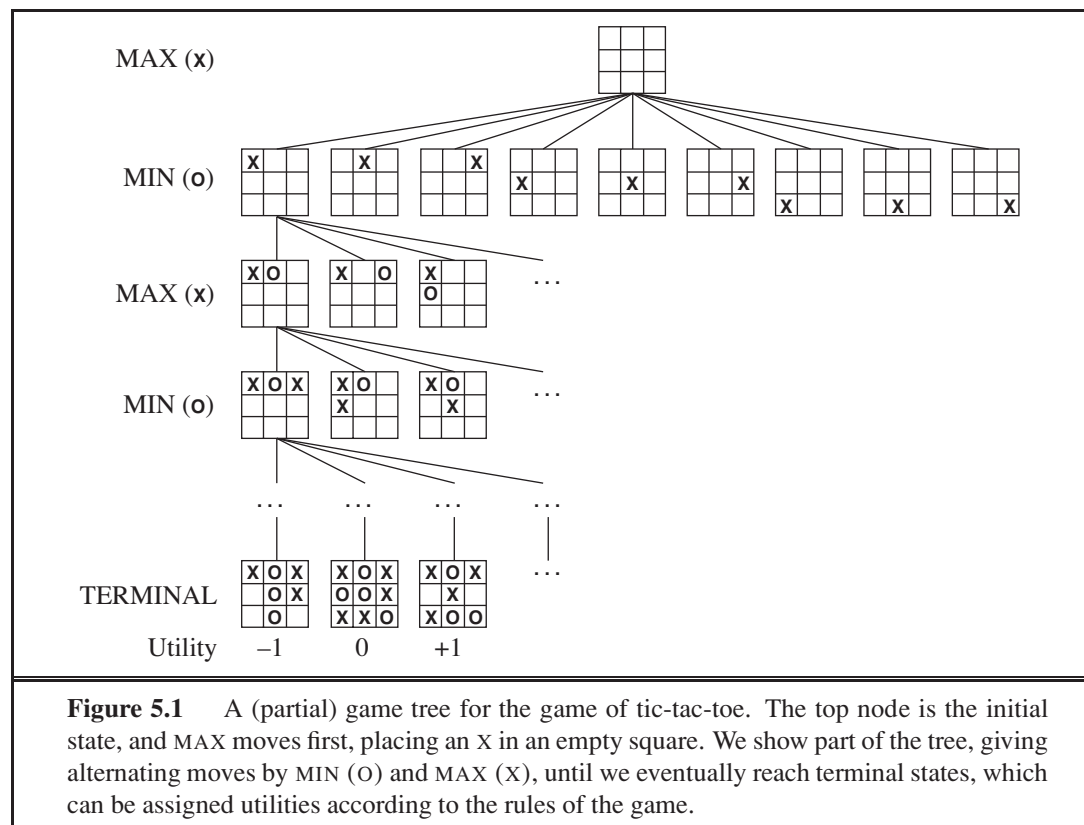 MAX (X)
MIN (O)
X X X X X X X X X
MAX (X)
X O X O X
O
...
MIN (O)
X O X X O X O
X X
...
... ... ... ...
TERMINAL
X O X X O X X O X
O X O O X X
O X X O X O O
...
Utility –1 0 +1
Figure 5.1 A (partial) game tree for the game of tic-tac-toe. The top node is the initial
state, and MAX moves first, placing an X in an empty square. We show part of the tree, giving
alternating moves by MIN (O) and MAX (X), until we eventually reach terminal states, which
can be assigned utilities according to the rules of the game.